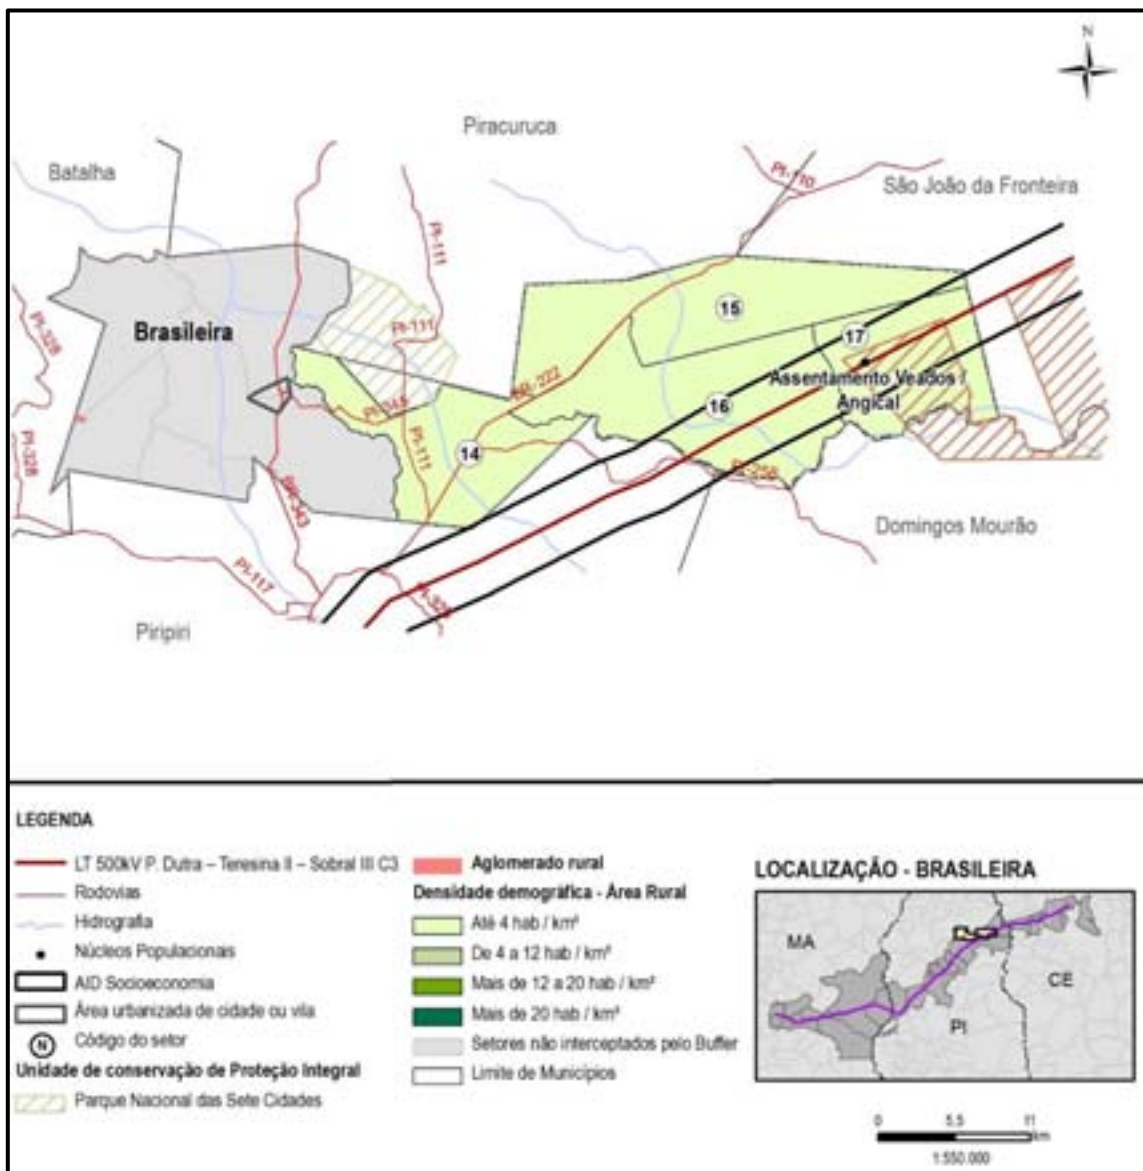 N
Piracuruca
Batalha
São João da Fronteira
PI-110
PI-111
PI-111
PI-328
Brasileira
15
17
BR-222
Assentamento Veados /
Angical
16
PI-111
14
PI-328
BR-343
PI-258
Domingos Mourão
PI-117
Piripiri
LEGENDA
LT 500kV P. Dutra – Teresina II – Sobral III C3
Rodovias
Hidrografia
Núcleos Populacionais
AID Socioeconomia
Área urbanizada de cidade ou vila
N
Código do setor
Unidade de conservação de Proteção Integral
Parque Nacional das Sete Cidades
Aglomerado rural
Densidade demográfica - Área Rural
Até 4 hab / km²
De 4 a 12 hab / km²
Mais de 12 a 20 hab / km²
Mais de 20 hab / km²
Setores não interceptados pelo Buffer
Limite de Municípios
LOCALIZAÇÃO - BRASILEIRA
MA
CE
PI
0 5,5 11
km
1:550.000